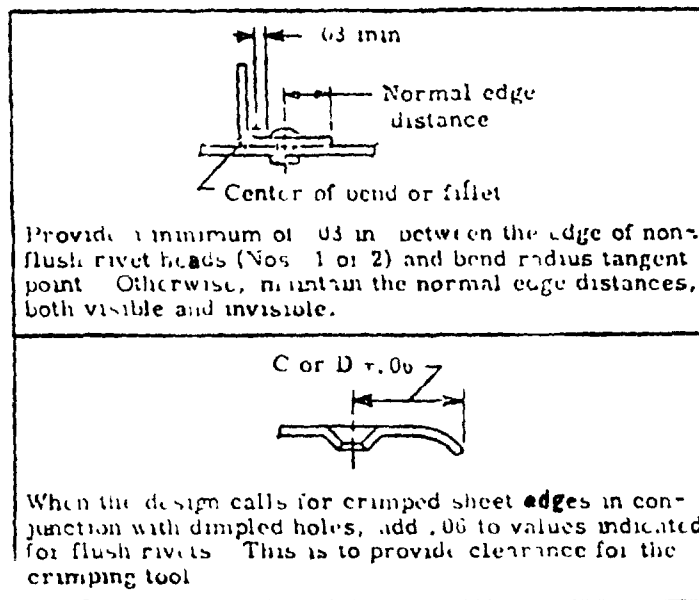 .03 min
Normal edge
distance
Center of bend or fillet
Provide a minimum of .03 in. between the edge of non-
flush rivet heads (Nos. 1 or 2) and bend radius tangent
point. Otherwise, maintain the normal edge distances,
both visible and invisible.
C or D +.06
When the design calls for crimped sheet edges in con-
junction with dimpled holes, add .06 to values indicated
for flush rivets. This is to provide clearance for the
crimping tool